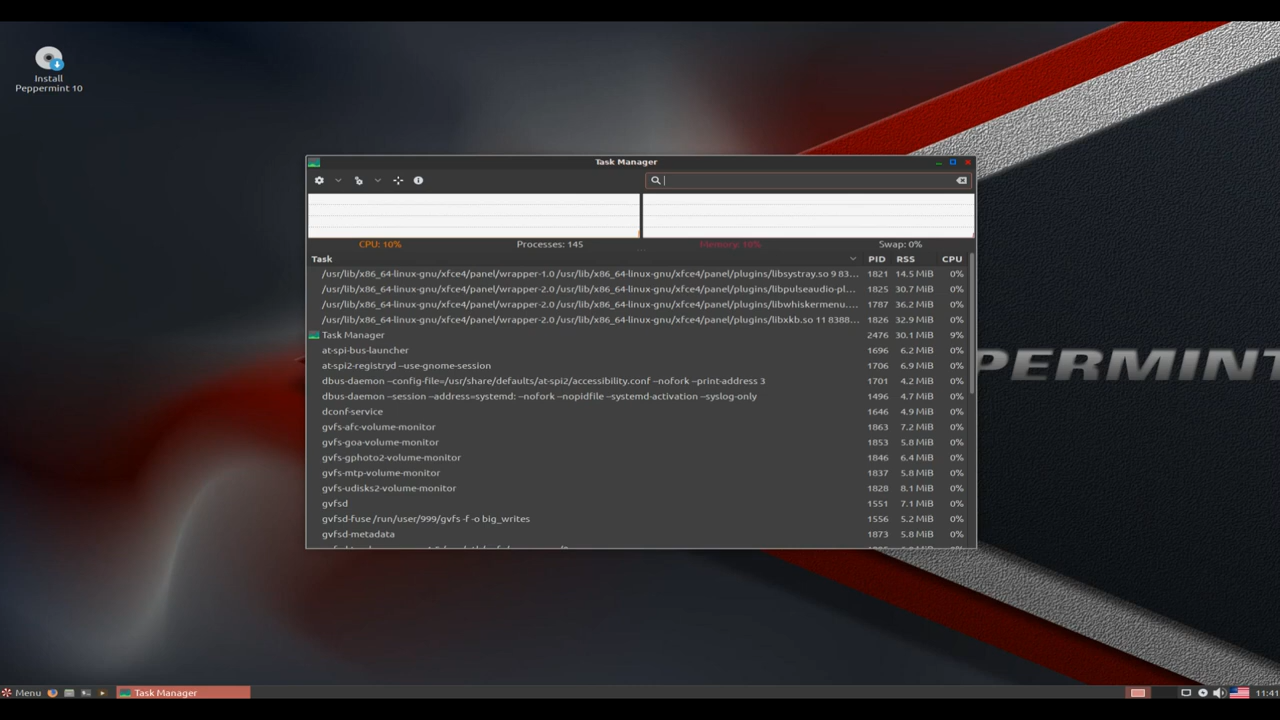 Install
Peppermint 10
Task Manager
CPU: 10%
Processes: 145
Memory: 10%
Swap: 0%
Task PID RSS CPU
/usr/lib/x86_64-linux-gnu/xfce4/panel/wrapper-1.0 /usr/lib/x86_64-linux-gnu/xfce4/panel/plugins/libsystray.so 9 83... 1821 14.5 MiB 0%
/usr/lib/x86_64-linux-gnu/xfce4/panel/wrapper-2.0 /usr/lib/x86_64-linux-gnu/xfce4/panel/plugins/libpulseaudio-pl... 1825 30.7 MiB 0%
/usr/lib/x86_64-linux-gnu/xfce4/panel/wrapper-2.0 /usr/lib/x86_64-linux-gnu/xfce4/panel/plugins/libwhiskermenu.... 1787 36.2 MiB 0%
/usr/lib/x86_64-linux-gnu/xfce4/panel/wrapper-2.0 /usr/lib/x86_64-linux-gnu/xfce4/panel/plugins/libxkb.so 11 8388... 1826 32.9 MiB 0%
Task Manager 2476 30.1 MiB 9%
at-spi-bus-launcher 1696 6.2 MiB 0%
at-spi2-registryd --use-gnome-session 1706 6.9 MiB 0%
dbus-daemon --config-file=/usr/share/defaults/at-spi2/accessibility.conf --nofork --print-address 3 1701 4.2 MiB 0%
dbus-daemon --session --address=systemd: --nofork --nopidfile --systemd-activation --syslog-only 1496 4.7 MiB 0%
dconf-service 1646 4.9 MiB 0%
gvfs-afc-volume-monitor 1863 7.2 MiB 0%
gvfs-goa-volume-monitor 1853 5.8 MiB 0%
gvfs-gphoto2-volume-monitor 1846 6.4 MiB 0%
gvfs-mtp-volume-monitor 1837 5.8 MiB 0%
gvfs-udisks2-volume-monitor 1828 8.1 MiB 0%
gvfsd 1551 7.1 MiB 0%
gvfsd-fuse /run/user/999/gvfs -f -o big_writes 1556 5.2 MiB 0%
gvfsd-metadata 1873 5.8 MiB 0%
PERMINT
Menu
Task Manager
11:41